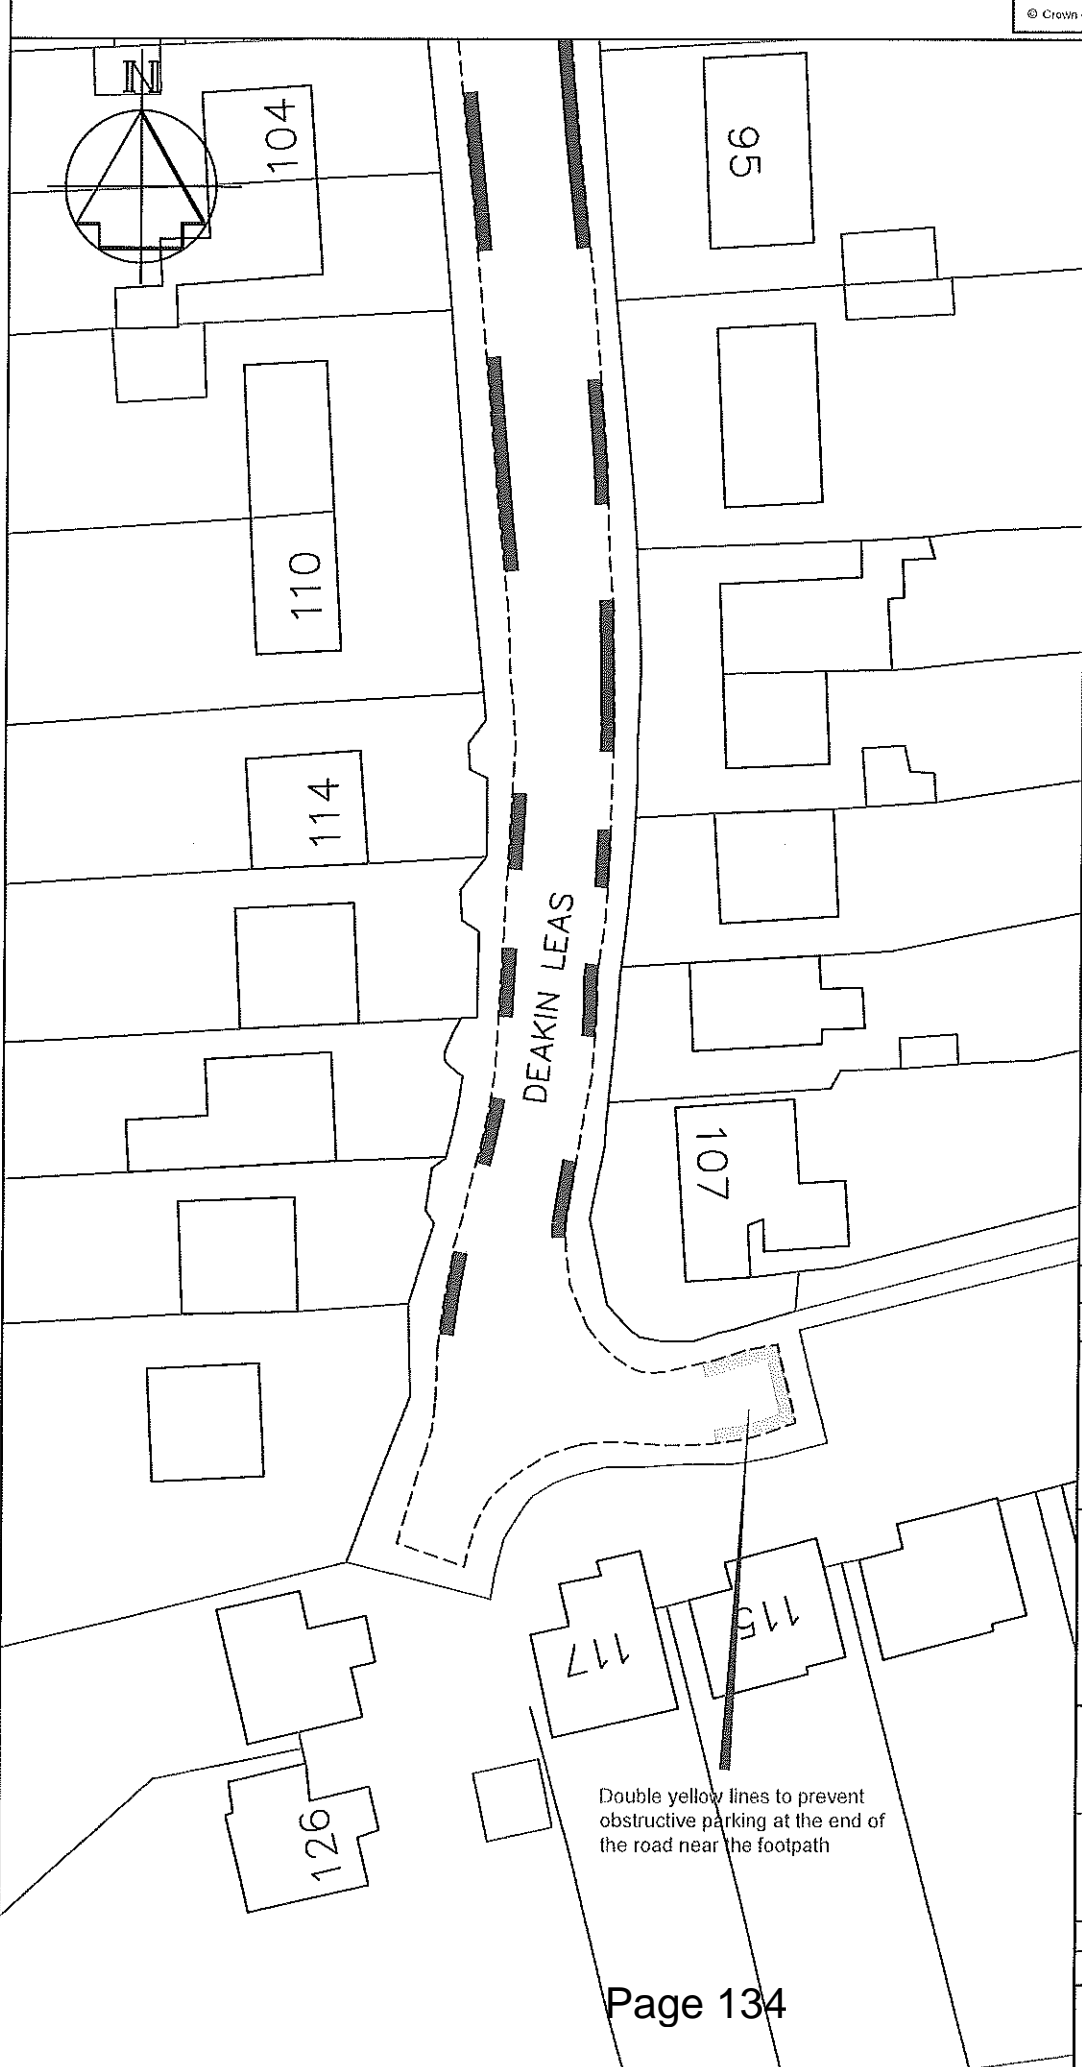 © Crown
N
104
95
110
114
DEAKIN LEAS
107
115
117
126
Double yellow lines to prevent
obstructive parking at the end of
the road near the footpath
Page 134